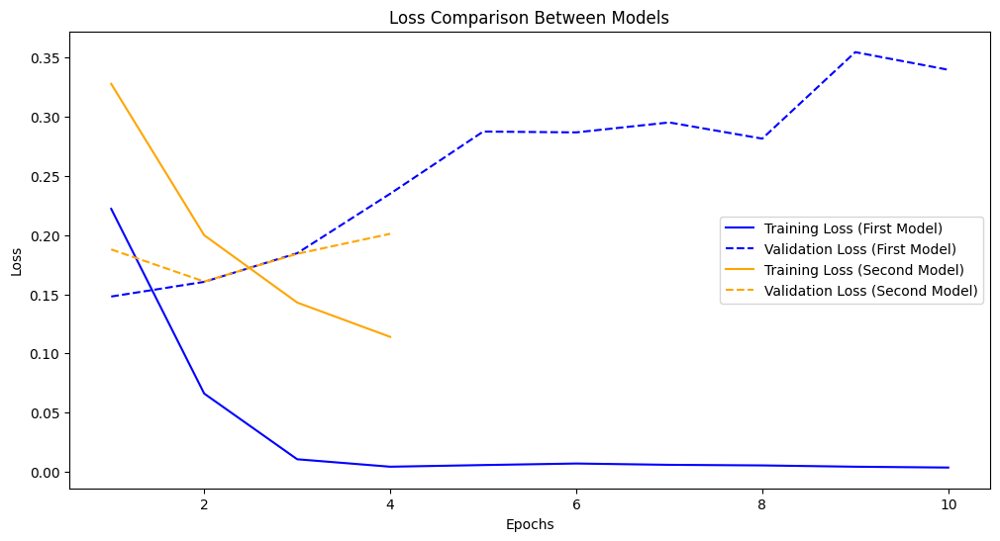 Loss Comparison Between Models
0.35
0.30
0.25
0.20
0.15
0.10
0.05
0.00
Loss
Training Loss (First Model)
Validation Loss (First Model)
Training Loss (Second Model)
Validation Loss (Second Model)
2 4 6 8 10
Epochs